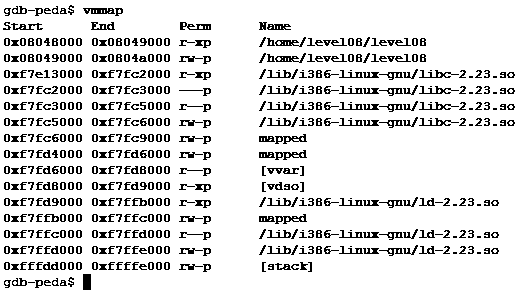 gdb-peda$ vmmap
Start      End        Perm      Name
0x08048000 0x08049000 r-xp      /home/level08/level08
0x08049000 0x0804a000 rw-p      /home/level08/level08
0xf7e13000 0xf7fc2000 r-xp      /lib/i386-linux-gnu/libc-2.23.so
0xf7fc2000 0xf7fc3000 ---p      /lib/i386-linux-gnu/libc-2.23.so
0xf7fc3000 0xf7fc5000 r--p      /lib/i386-linux-gnu/libc-2.23.so
0xf7fc5000 0xf7fc6000 rw-p      /lib/i386-linux-gnu/libc-2.23.so
0xf7fc6000 0xf7fc9000 rw-p      mapped
0xf7fd4000 0xf7fd6000 rw-p      mapped
0xf7fd6000 0xf7fd8000 r--p      [vvar]
0xf7fd8000 0xf7fd9000 r-xp      [vdso]
0xf7fd9000 0xf7ffb000 r-xp      /lib/i386-linux-gnu/ld-2.23.so
0xf7ffb000 0xf7ffc000 rw-p      mapped
0xf7ffc000 0xf7ffd000 r--p      /lib/i386-linux-gnu/ld-2.23.so
0xf7ffd000 0xf7ffe000 rw-p      /lib/i386-linux-gnu/ld-2.23.so
0xfffdd000 0xffffe000 rw-p      [stack]
gdb-peda$